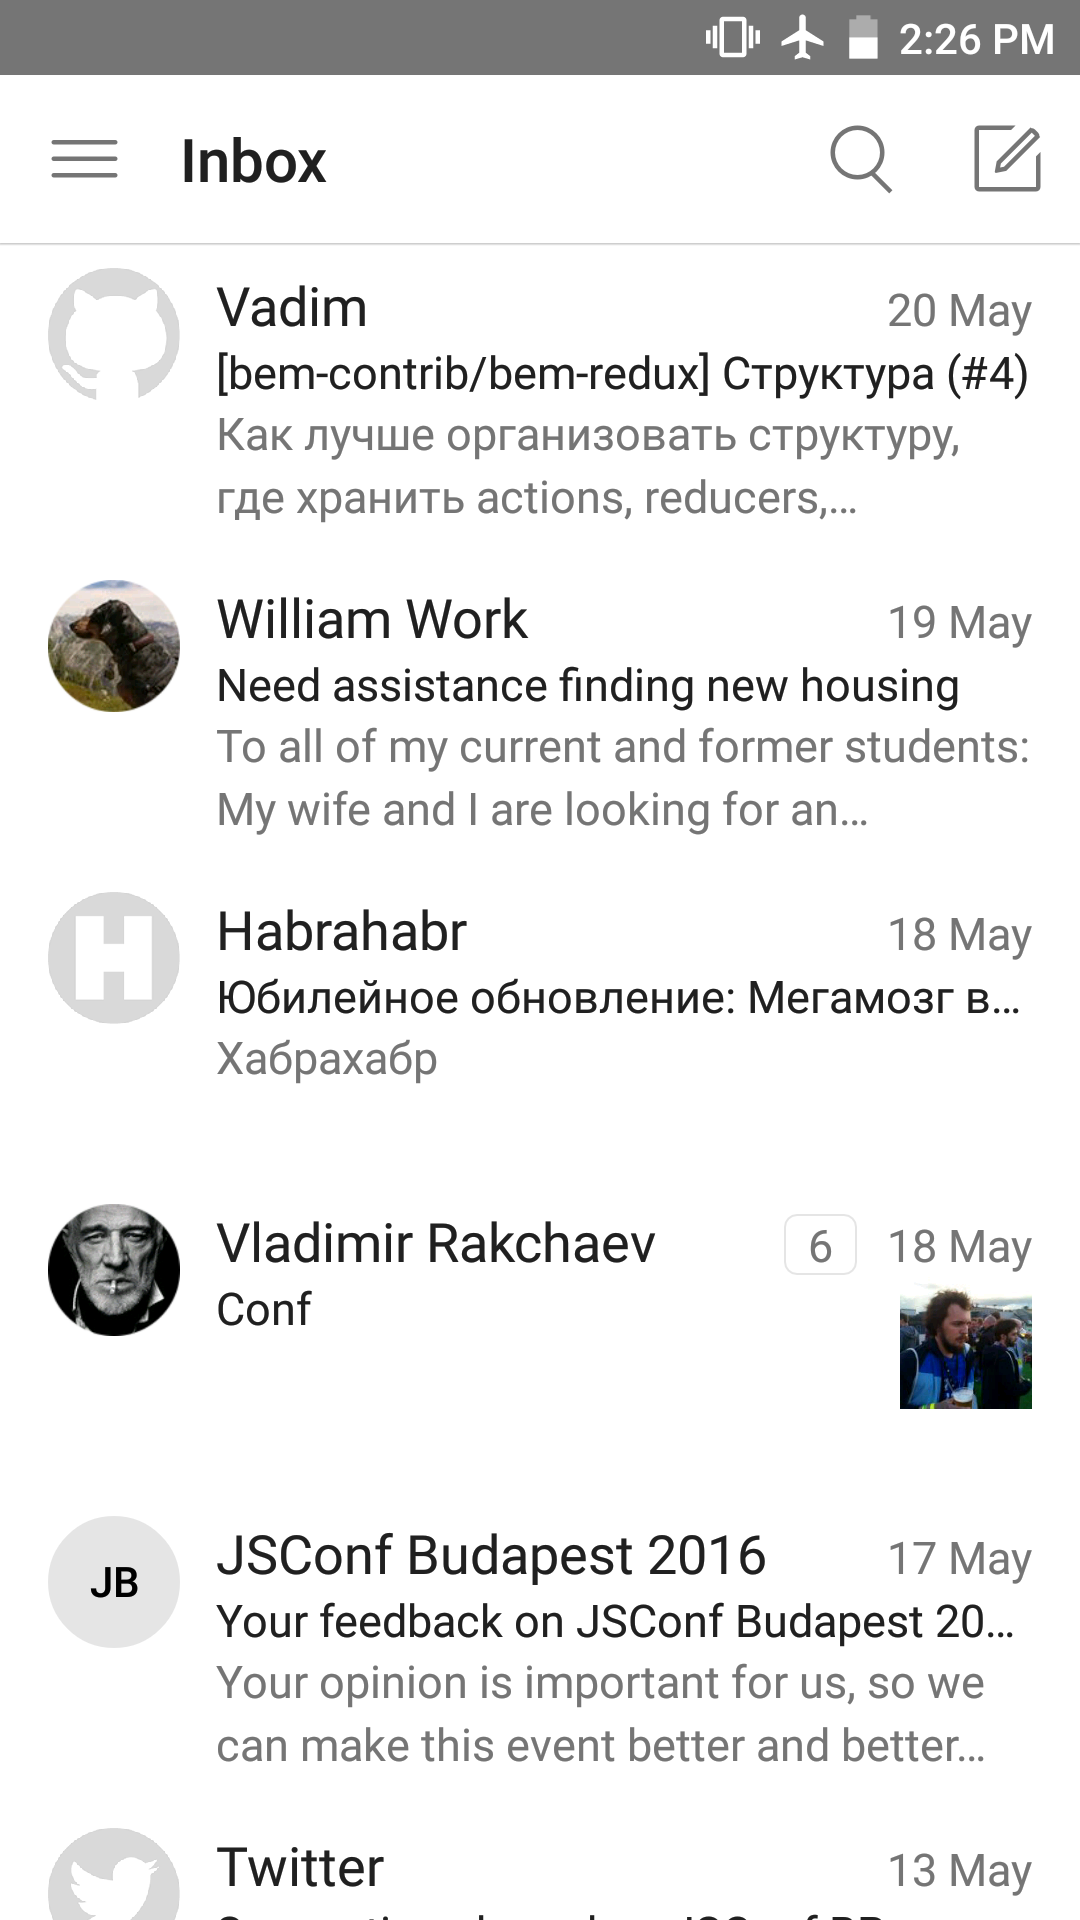 2:26 PM
Inbox
Vadim 20 May
[bem-contrib/bem-redux] Структура (#4)
Как лучше организовать структуру,
где хранить actions, reducers,…
William Work 19 May
Need assistance finding new housing
To all of my current and former students:
My wife and I are looking for an…
H
Habrahabr 18 May
Юбилейное обновление: Мегамозг в…
Хабрахабр
Vladimir Rakchaev 6 18 May
Conf
JB
JSConf Budapest 2016 17 May
Your feedback on JSConf Budapest 20…
Your opinion is important for us, so we
can make this event better and better…
Twitter 13 May